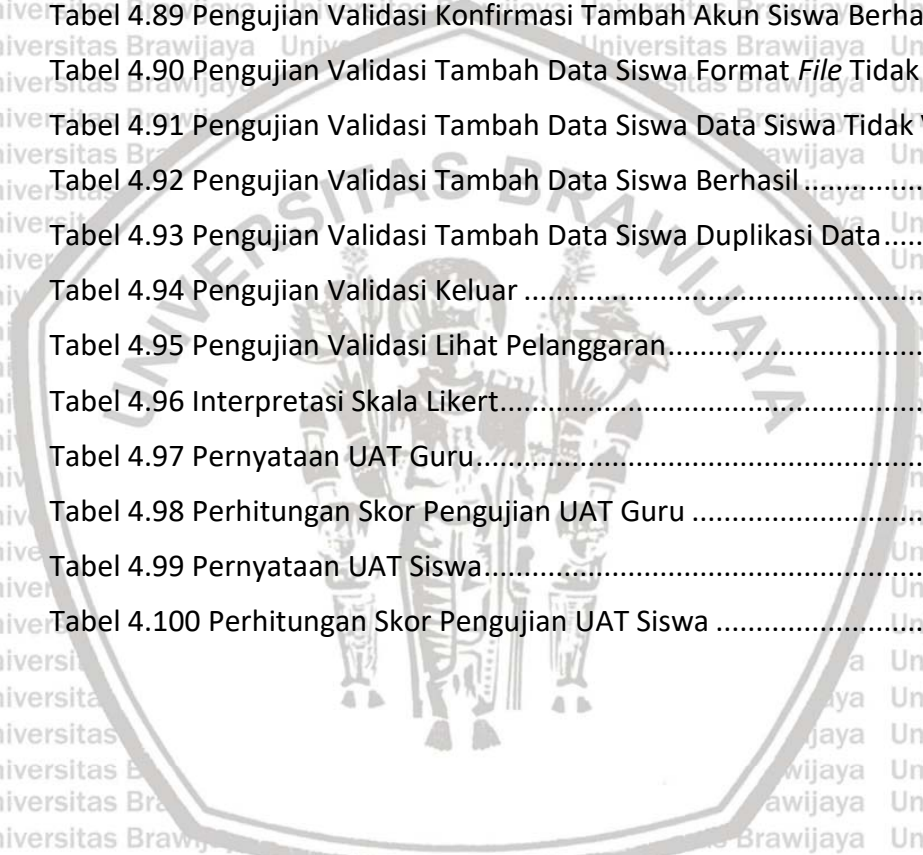 Tabel 4.89 Pengujian Validasi Konfirmasi Tambah Akun Siswa
Tabel 4.90 Pengujian Validasi Tambah Data Siswa Format File Tidak
Tabel 4.91 Pengujian Validasi Tambah Data Siswa Data Siswa Tidak
Tabel 4.92 Pengujian Validasi Tambah Data Siswa Berhasil ..............
Tabel 4.93 Pengujian Validasi Tambah Data Siswa Duplikasi Data .....
Tabel 4.94 Pengujian Validasi Keluar ..................................................
Tabel 4.95 Pengujian Validasi Lihat Pelanggaran................................
Tabel 4.96 Interpretasi Skala Likert.....................................................
Tabel 4.97 Pernyataan UAT Guru ........................................................
Tabel 4.98 Perhitungan Skor Pengujian UAT Guru .............................
Tabel 4.99 Pernyataan UAT Siswa.......................................................
Tabel 4.100 Perhitungan Skor Pengujian UAT Siswa ..........................
UNIVERSITAS BRAWIJAYA